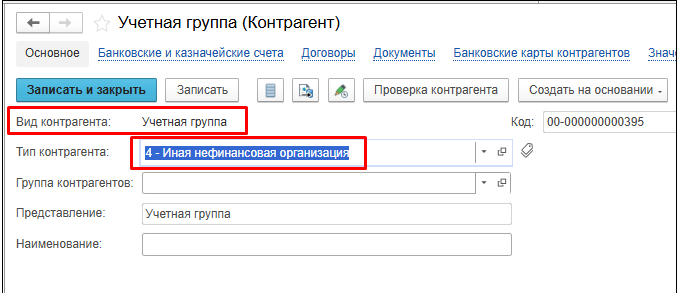 Учетная группа (Контрагент)
Основное Банковские и казначейские счета Договоры Документы Банковские карты контрагентов Значе
Записать и закрыть Записать Проверка контрагента Создать на основании
Вид контрагента: Учетная группа Код: 00-000000000395
Тип контрагента: 4 - Иная нефинансовая организация
Группа контрагентов:
Представление: Учетная группа
Наименование: